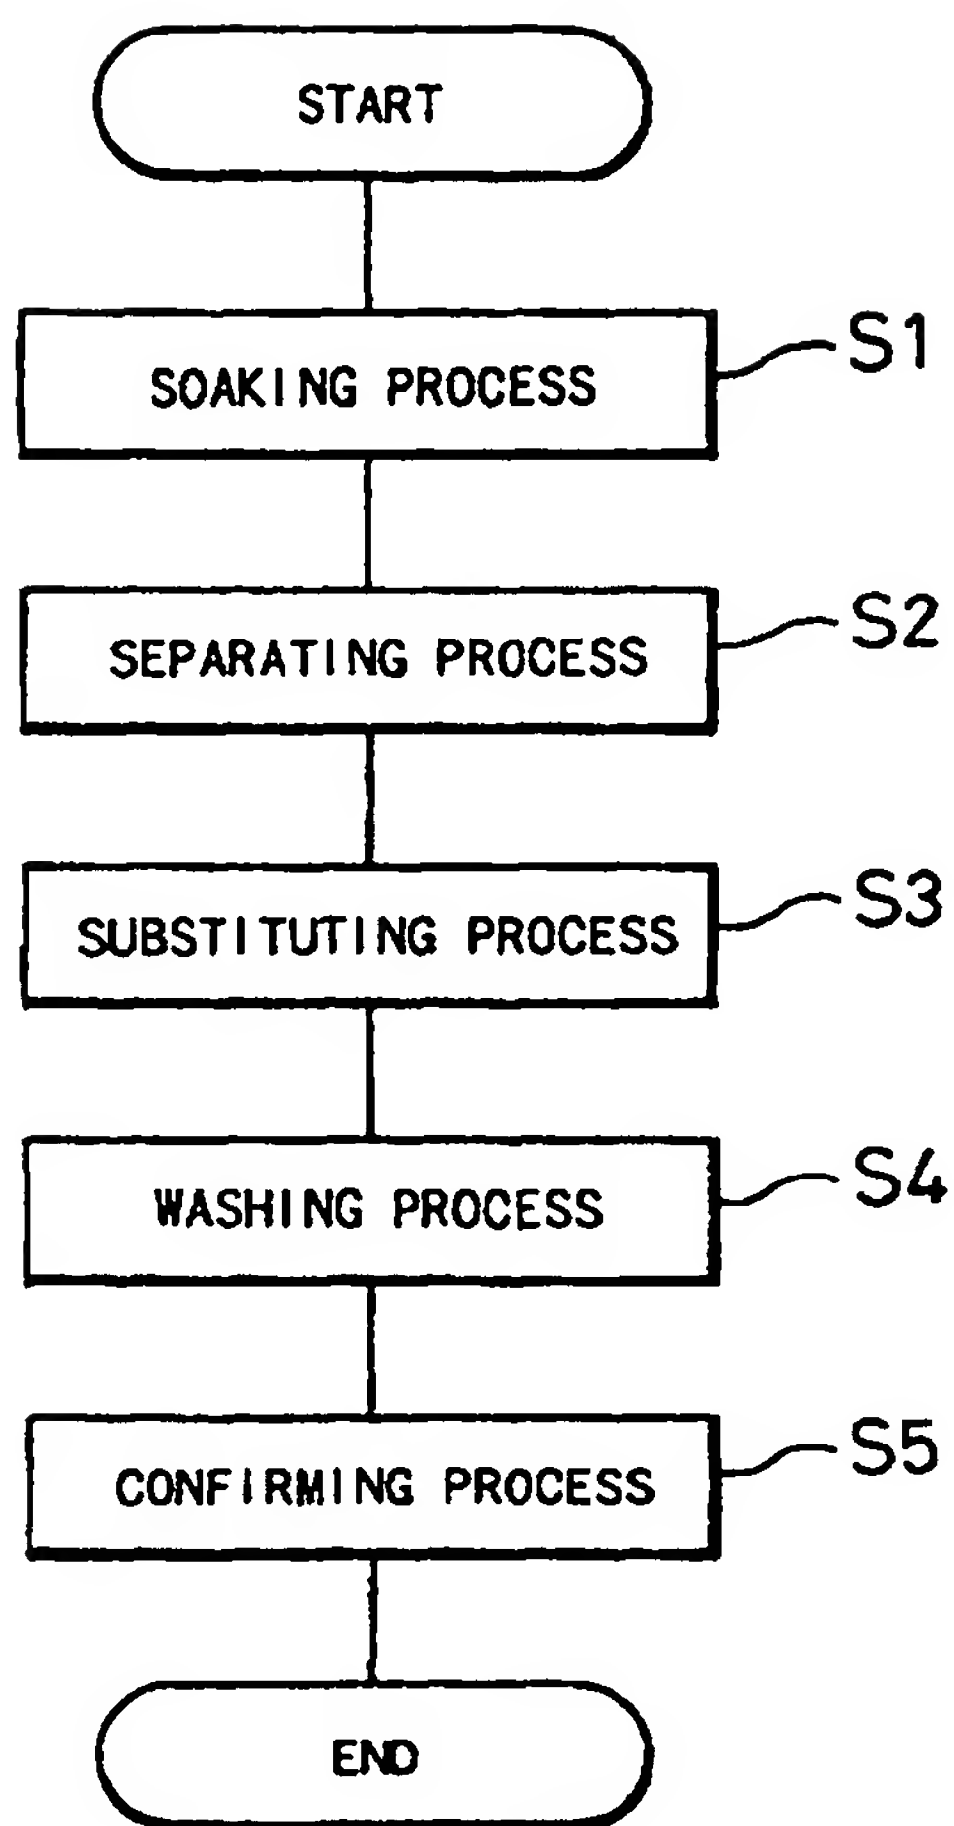 START
SOAKING PROCESS
S1
SEPARATING PROCESS
S2
SUBSTITUTING PROCESS
S3
WASHING PROCESS
S4
CONFIRMING PROCESS
S5
END